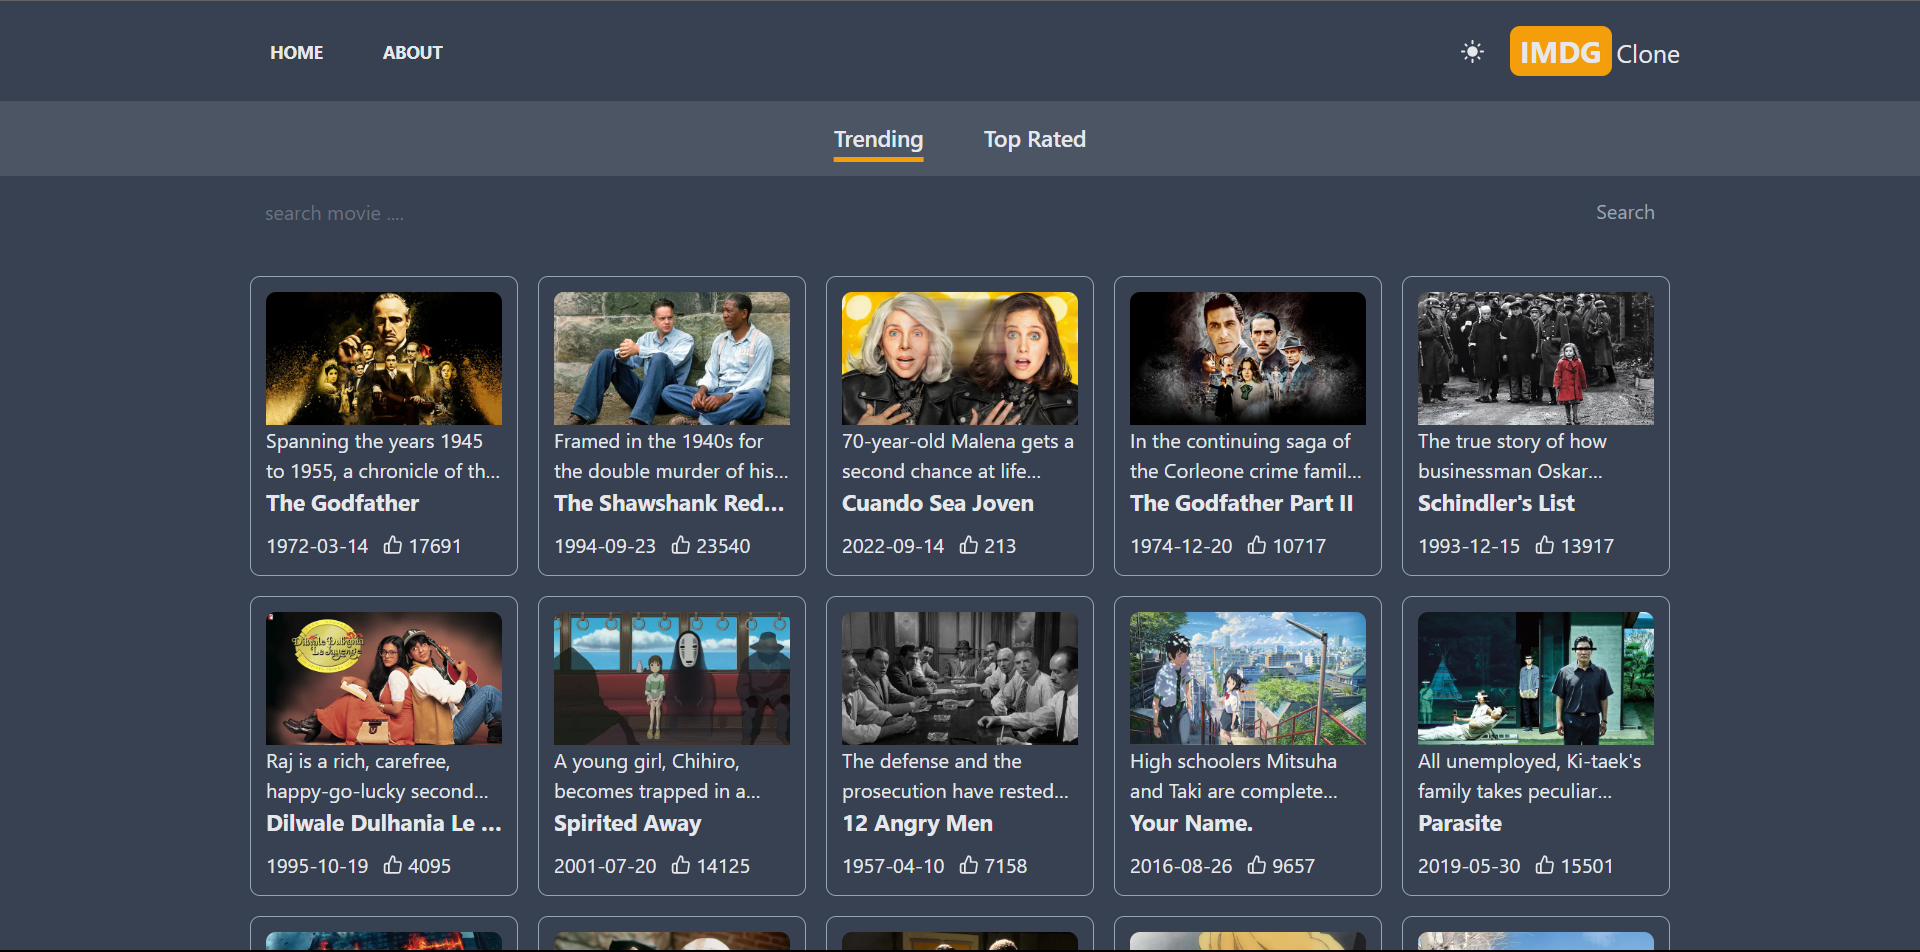 HOME ABOUT IMDG Clone
Trending Top Rated
search movie .... Search
Spanning the years 1945
to 1955, a chronicle of th...
The Godfather
1972-03-14 17691
Framed in the 1940s for
the double murder of his...
The Shawshank Red...
1994-09-23 23540
70-year-old Malena gets a
second chance at life...
Cuando Sea Joven
2022-09-14 213
In the continuing saga of
the Corleone crime famil...
The Godfather Part II
1974-12-20 10717
The true story of how
businessman Oskar...
Schindler's List
1993-12-15 13917
Dilwale Dulhania
Le Jayenge
Raj is a rich, carefree,
happy-go-lucky second...
Dilwale Dulhania Le ...
1995-10-19 4095
A young girl, Chihiro,
becomes trapped in a...
Spirited Away
2001-07-20 14125
The defense and the
prosecution have rested...
12 Angry Men
1957-04-10 7158
High schoolers Mitsuha
and Taki are complete...
Your Name.
2016-08-26 9657
All unemployed, Ki-taek's
family takes peculiar...
Parasite
2019-05-30 15501